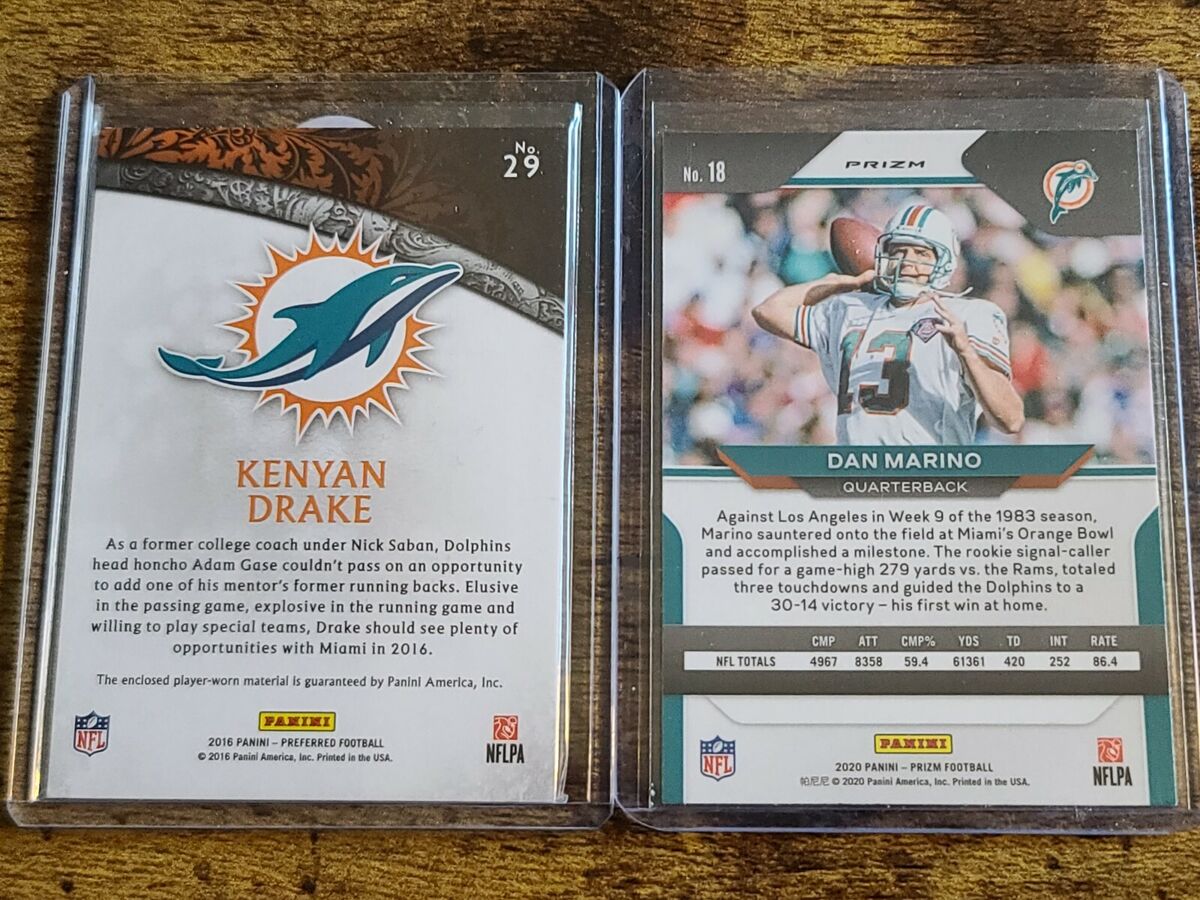 No.
29
KENYAN
DRAKE
As a former college coach under Nick Saban, Dolphins
head honcho Adam Gase couldn't pass on an opportunity
to add one of his mentor's former running backs. Elusive
in the passing game, explosive in the running game and
willing to play special teams, Drake should see plenty of
opportunities with Miami in 2016.
The enclosed player-worn material is guaranteed by Panini America, Inc.
NFL
PANINI
NFLPA
2016 PANINI – PREFERRED FOOTBALL
© 2016 Panini America, Inc. Printed in the USA.
No. 18
PRIZM
13
DAN MARINO
QUARTERBACK
Against Los Angeles in Week 9 of the 1983 season,
Marino sauntered onto the field at Miami's Orange Bowl
and accomplished a milestone. The rookie signal-caller
passed for a game-high 279 yards vs. the Rams, totaled
three touchdowns and guided the Dolphins to a
30-14 victory – his first win at home.
CMP ATT CMP% YDS TD INT RATE
NFL TOTALS 4967 8358 59.4 61361 420 252 86.4
NFL
PANINI
NFLPA
2020 PANINI – PRIZM FOOTBALL
帕尼尼 © 2020 Panini America, Inc. Printed in the USA.